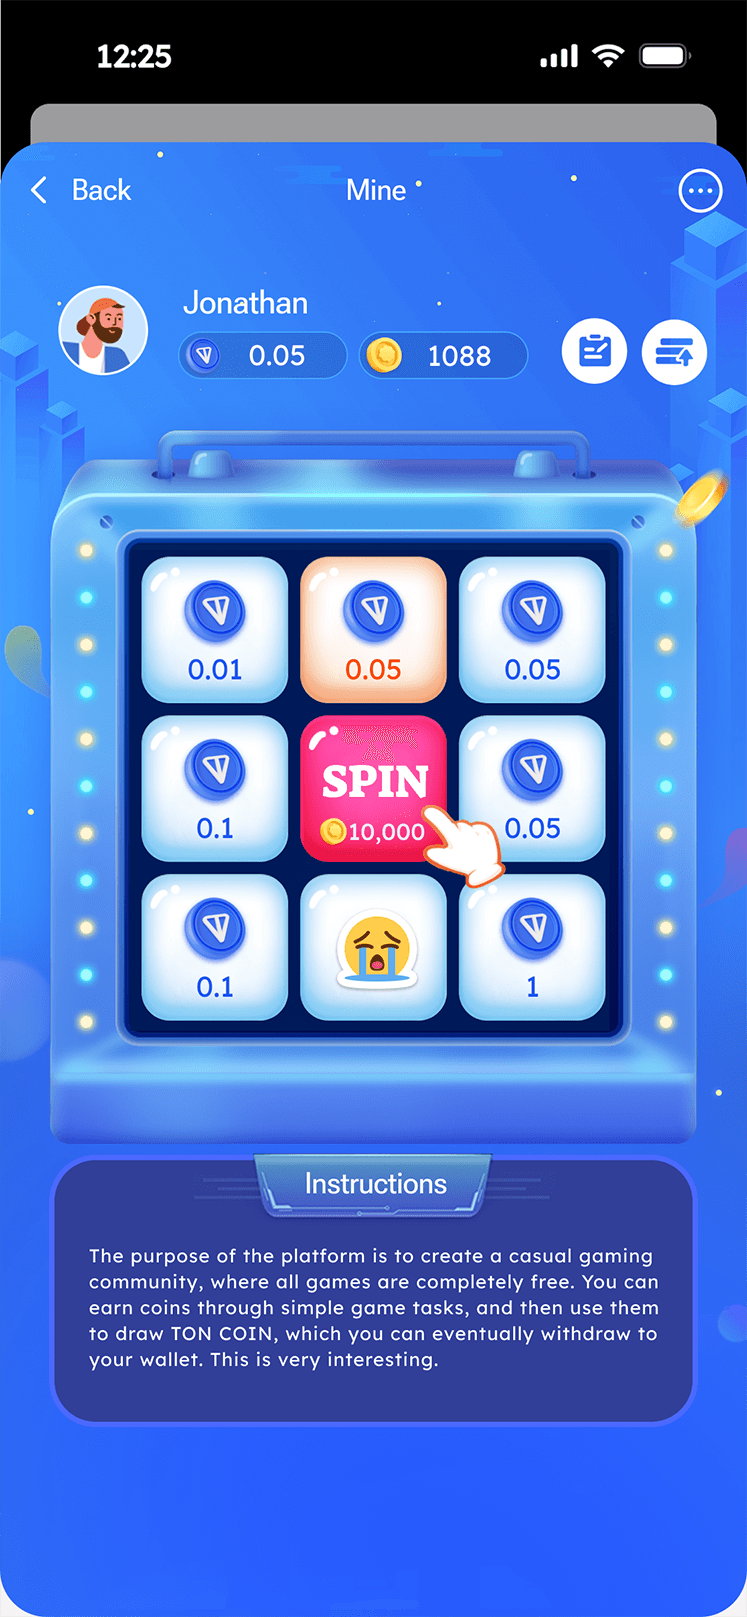 12:25
Back
Mine
Jonathan
0.05
1088
0.01
0.05
0.05
0.1
SPIN
10,000
0.05
0.1
1
Instructions
The purpose of the platform is to create a casual gaming
community, where all games are completely free. You can
earn coins through simple game tasks, and then use them
to draw TON COIN, which you can eventually withdraw to
your wallet. This is very interesting.